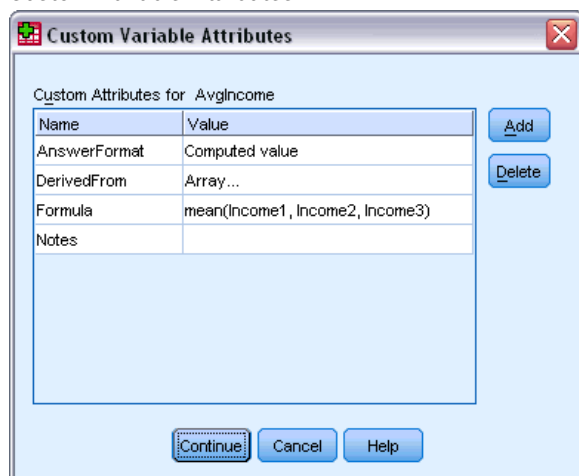 Custom Variable Attributes
Custom Attributes for AvgIncome
Name Value
AnswerFormat Computed value
DerivedFrom Array...
Formula mean(Income1, Income2, Income3)
Notes
Add
Delete
Continue Cancel Help